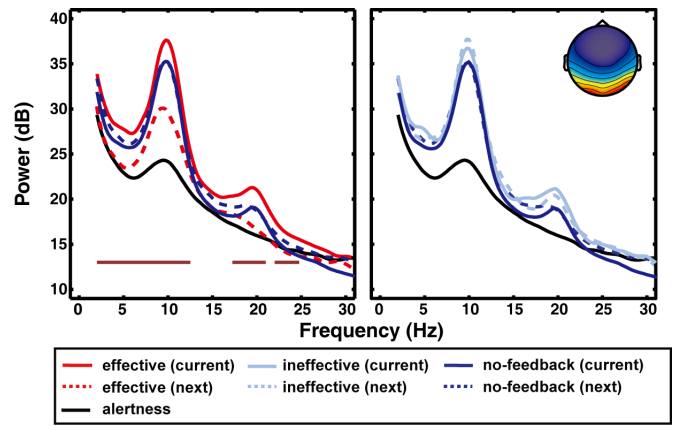 40
35
30
25
20
15
10
Power (dB)
0 5 10 15 20 25 30 0 5 10 15 20 25 30
Frequency (Hz)
effective (current) ineffective (current) no-feedback (current)
effective (next) ineffective (next) no-feedback (next)
alertness